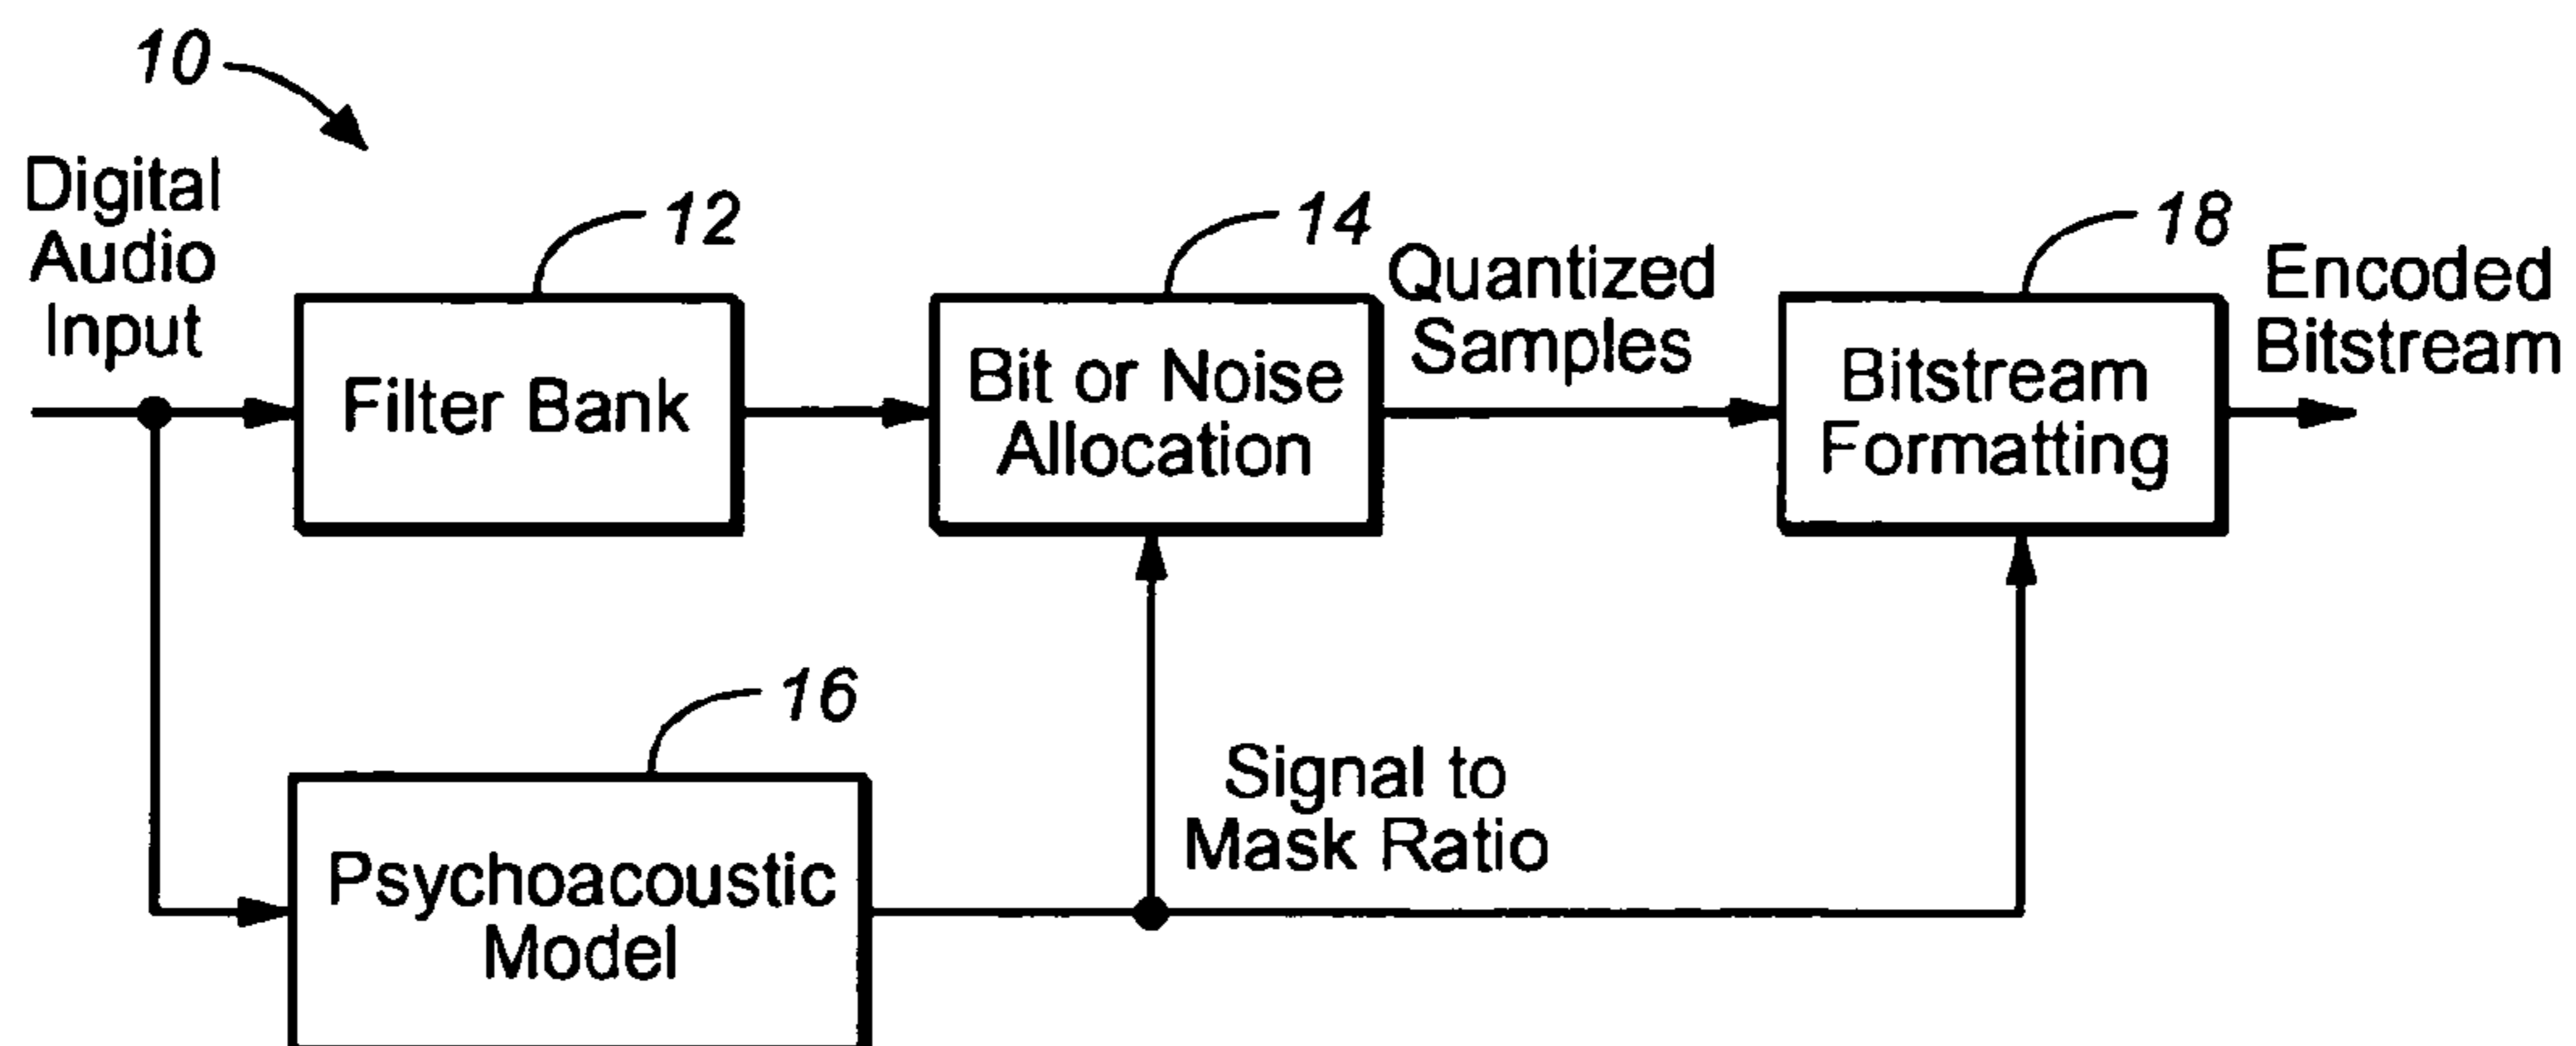 10
Digital
Audio
Input
12
Filter Bank
14
Bit or Noise
Allocation
Quantized
Samples
18
Bitstream
Formatting
Encoded
Bitstream
16
Psychoacoustic
Model
Signal to
Mask Ratio